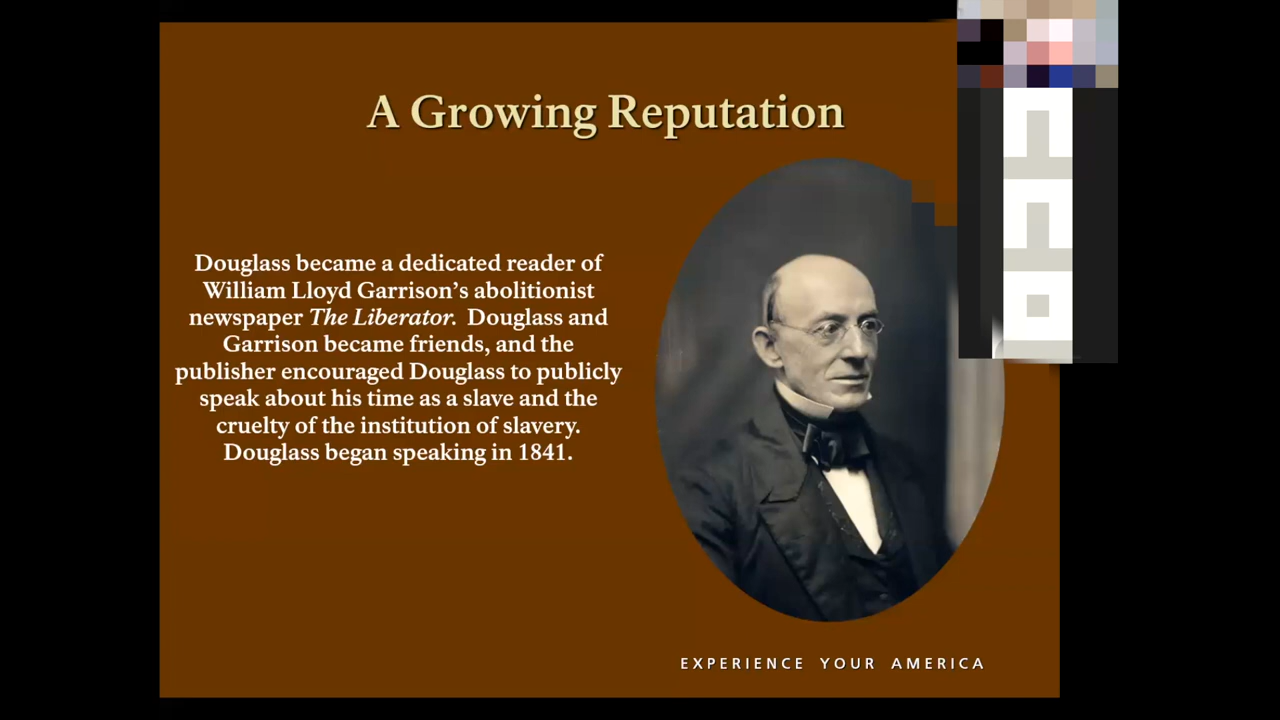 A Growing Reputation
Douglass became a dedicated reader of
William Lloyd Garrison’s abolitionist
newspaper The Liberator.  Douglass and
Garrison became friends, and the
publisher encouraged Douglass to publicly
speak about his time as a slave and the
cruelty of the institution of slavery.
Douglass began speaking in 1841.
EXPERIENCE YOUR AMERICA